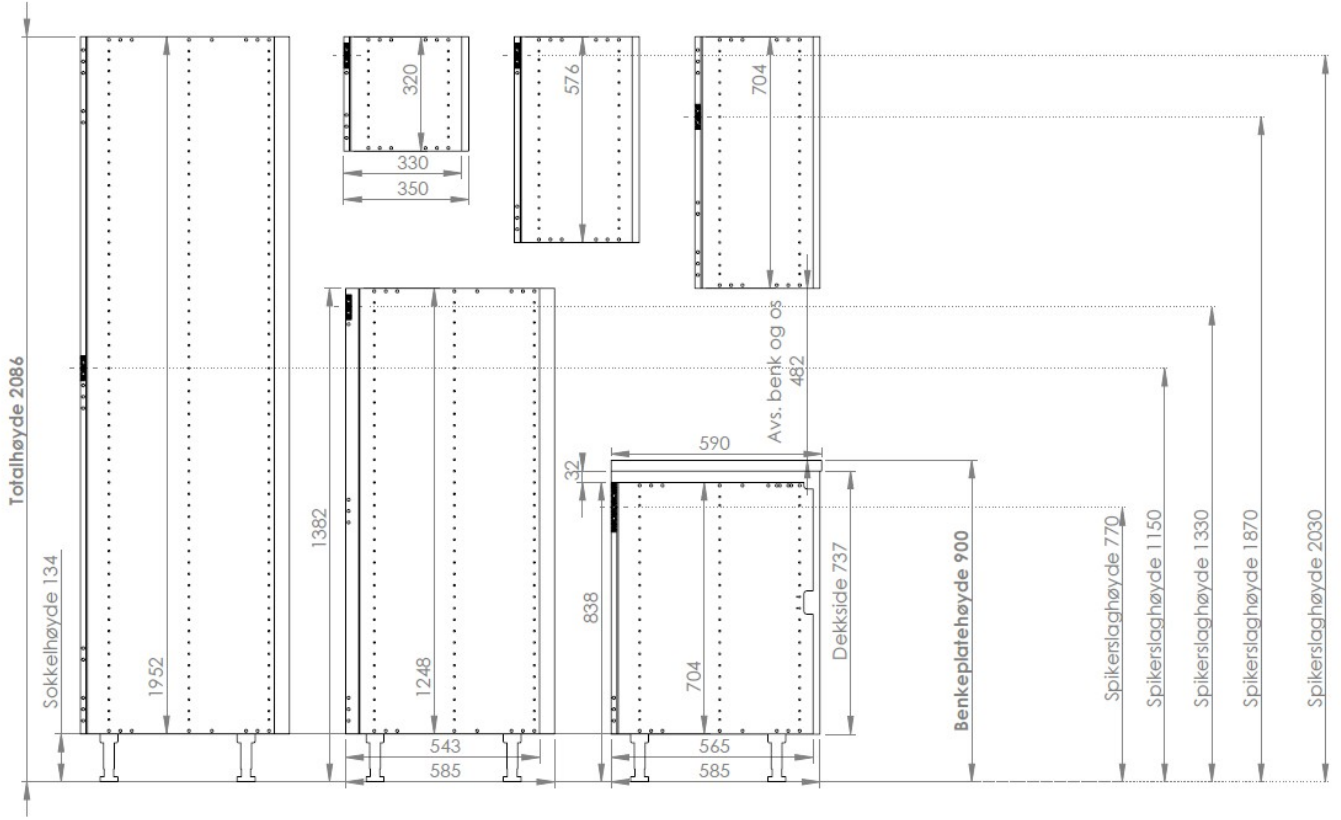 Totalhøyde 2086
Sokkelhøyde 134
1952
320
330
350
576
704
1382
1248
543
585
Avs. benk og os
482
590
32
838
704
Dekkside 737
565
585
Benkeplatehøyde 900
Spikerslaghøyde 770
Spikerslaghøyde 1150
Spikerslaghøyde 1330
Spikerslaghøyde 1870
Spikerslaghøyde 2030